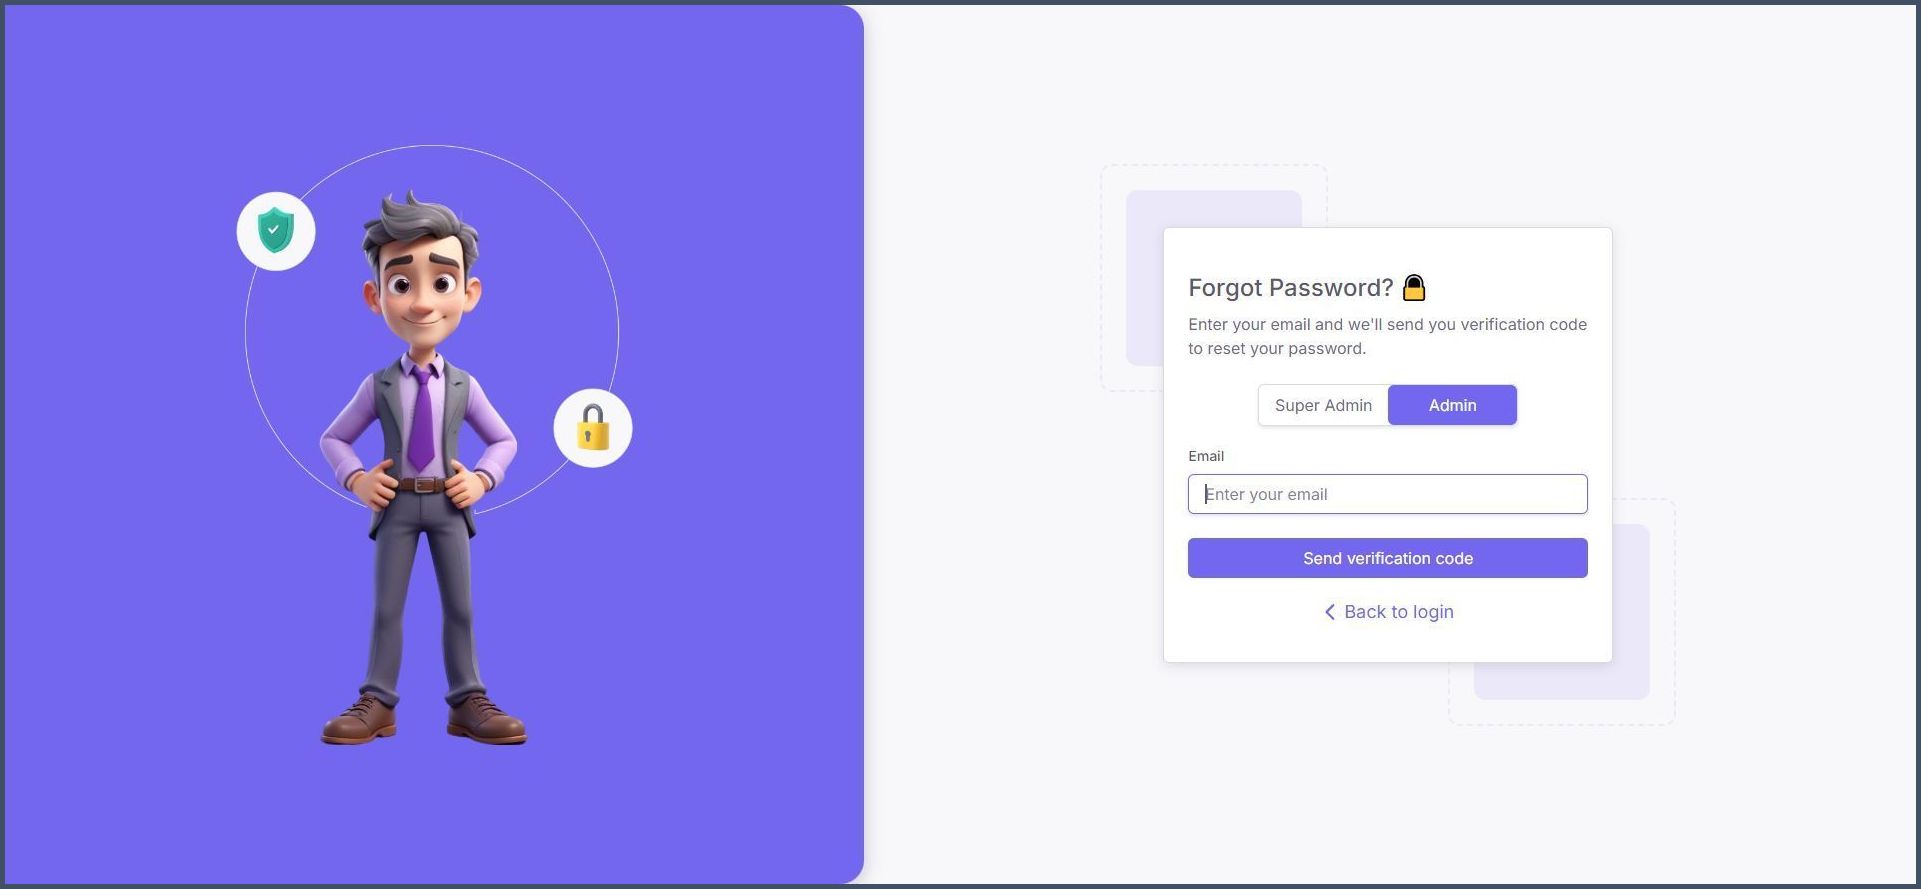 Forgot Password? 🔒
Enter your email and we'll send you verification code
to reset your password.
Super Admin
Admin
Email
Enter your email
Send verification code
Back to login